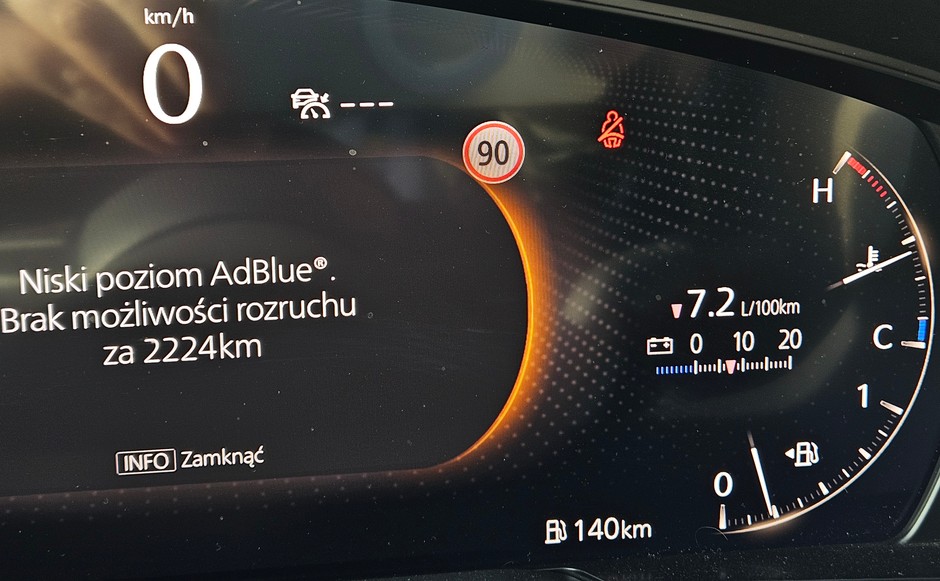 km/h
0
---
90
H
Niski poziom AdBlue®.
Brak możliwości rozruchu
za 2224km
7.2 L/100km
0 10 20
C
1
INFO Zamknąć
0
140km